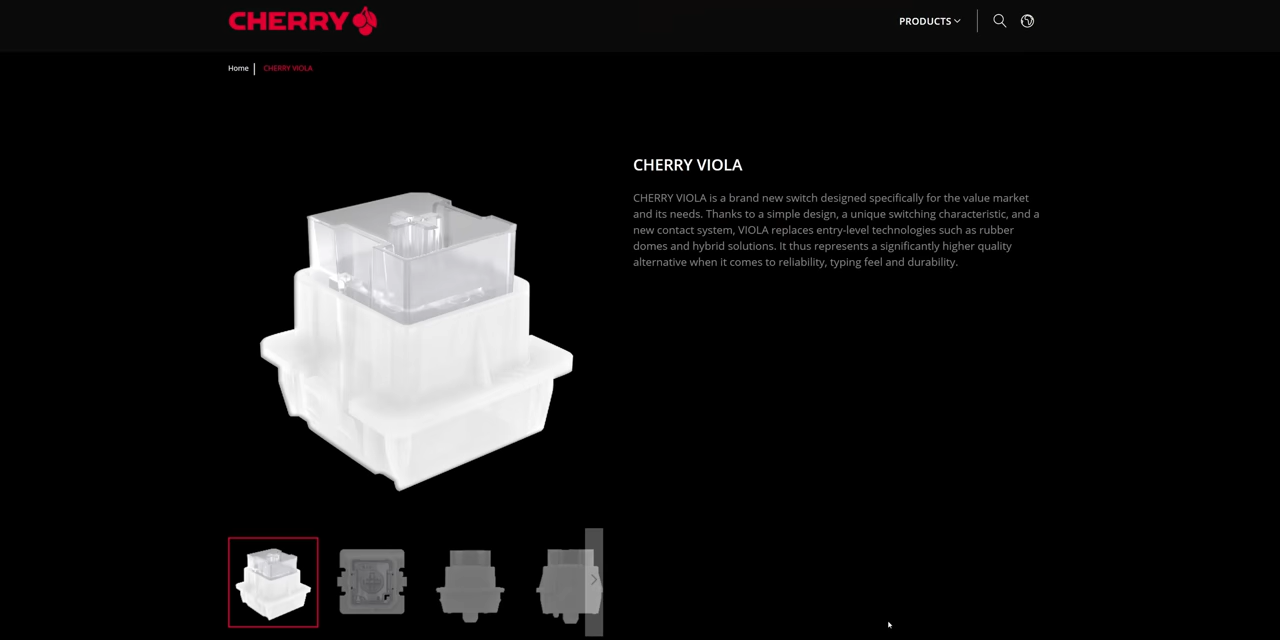 CHERRY
PRODUCTS
Home
CHERRY VIOLA
CHERRY VIOLA
CHERRY VIOLA is a brand new switch designed specifically for the value market
and its needs. Thanks to a simple design, a unique switching characteristic, and a
new contact system, VIOLA replaces entry-level technologies such as rubber
domes and hybrid solutions. It thus represents a significantly higher quality
alternative when it comes to reliability, typing feel and durability.